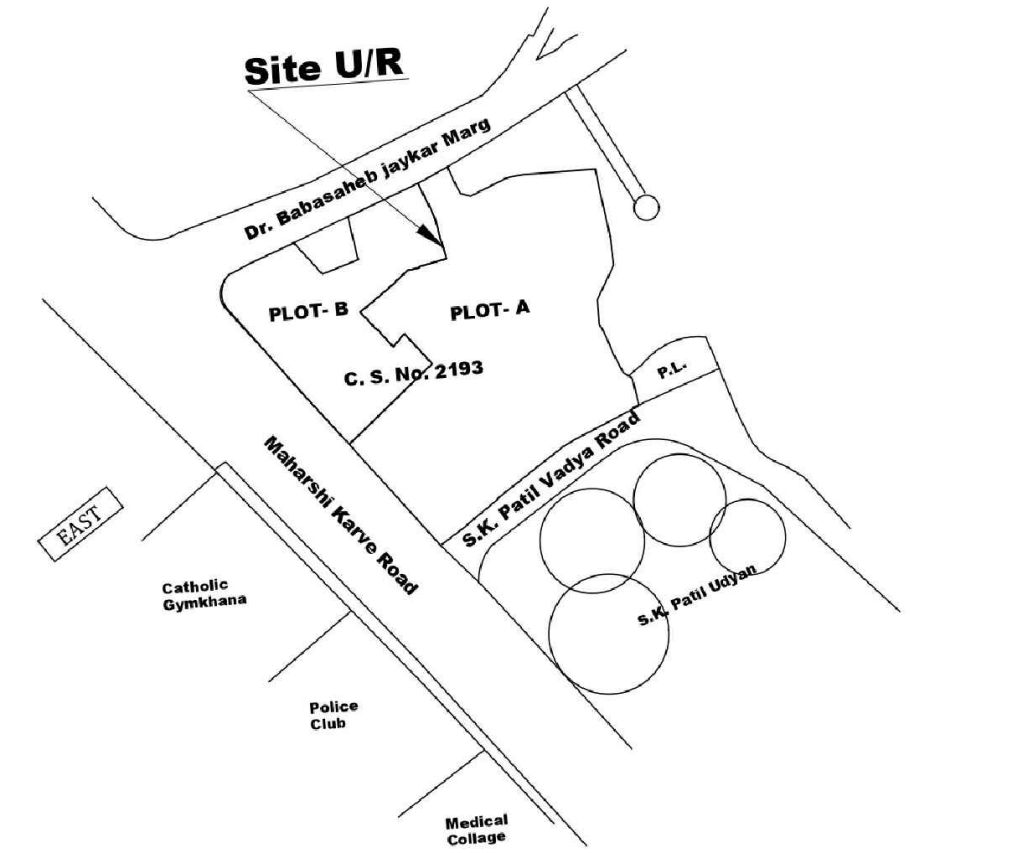 Site U/R
Dr. Babasaheb jaykar Marg
PLOT- B
PLOT- A
C. S. No. 2193
P.L.
S.K. Patil Vadya Road
Maharshi Karve Road
EAST
S.K. Patil Udyan
Catholic
Gymkhana
Police
Club
Medical
Collage